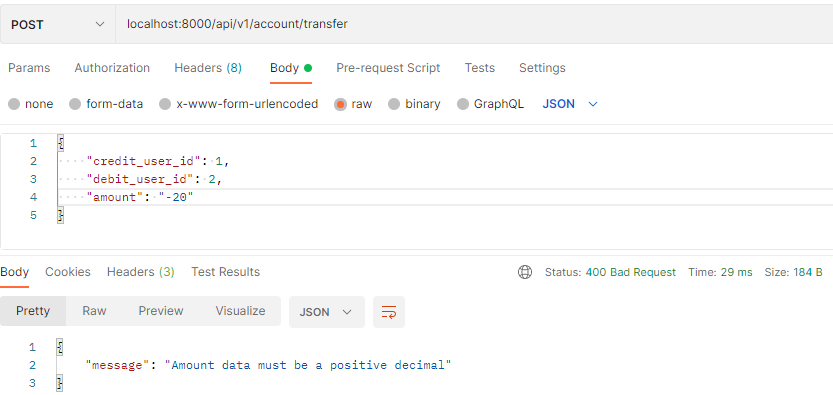 POST localhost:8000/api/v1/account/transfer
Params Authorization Headers (8) Body Pre-request Script Tests Settings
none form-data x-www-form-urlencoded raw binary GraphQL JSON
1 {
2 "credit_user_id": 1,
3 "debit_user_id": 2,
4 "amount": "-20"
5 }
Body Cookies Headers (3) Test Results Status: 400 Bad Request Time: 29 ms Size: 184 B
Pretty Raw Preview Visualize JSON
1 {
2 "message": "Amount data must be a positive decimal"
3 }